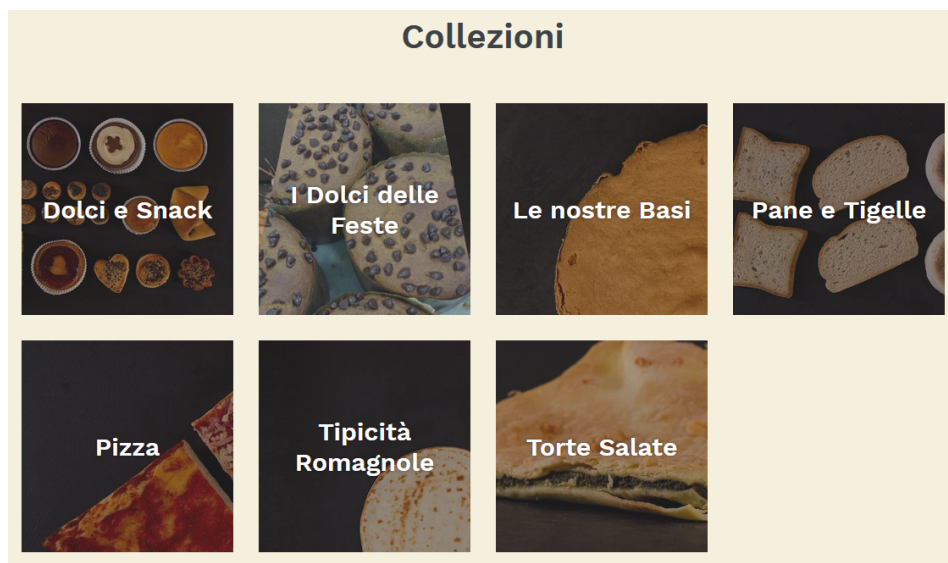 Collezioni
Dolci e Snack
I Dolci delle
Feste
Le nostre Basi
Pane e Tigelle
Pizza
Tipicità
Romagnole
Torte Salate